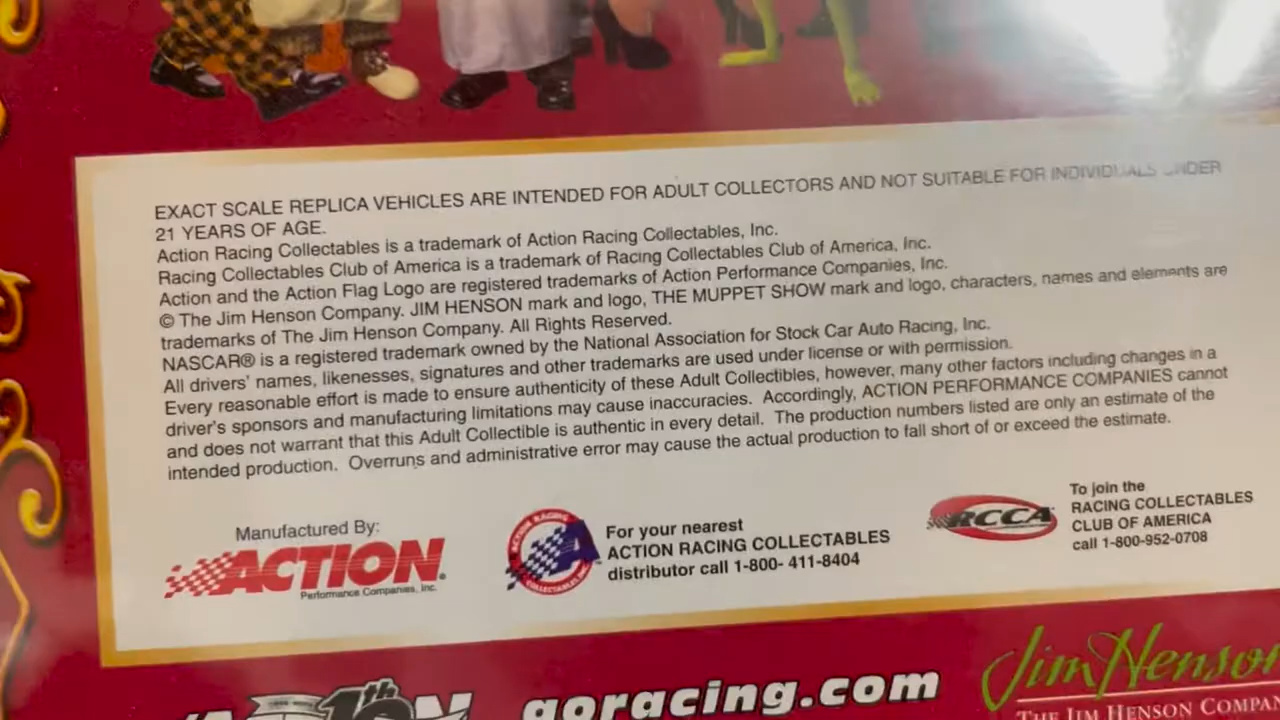 EXACT SCALE REPLICA VEHICLES ARE INTENDED FOR ADULT COLLECTORS AND NOT SUITABLE FOR INDIVIDUALS UNDER
21 YEARS OF AGE.
Action Racing Collectables is a trademark of Action Racing Collectables, Inc.
Racing Collectables Club of America is a trademark of Racing Collectables Club of America, Inc.
Action and the Action Flag Logo are registered trademarks of Action Performance Companies, Inc.
© The Jim Henson Company. JIM HENSON mark and logo, THE MUPPET SHOW mark and logo, characters, names and elements are
trademarks of The Jim Henson Company. All Rights Reserved.
NASCAR® is a registered trademark owned by the National Association for Stock Car Auto Racing, Inc.
All drivers' names, likenesses, signatures and other trademarks are used under license or with permission.
Every reasonable effort is made to ensure authenticity of these Adult Collectibles, however, many other factors including changes in a
driver's sponsors and manufacturing limitations may cause inaccuracies. Accordingly, ACTION PERFORMANCE COMPANIES cannot
and does not warrant that this Adult Collectible is authentic in every detail. The production numbers listed are only an estimate of the
intended production. Overruns and administrative error may cause the actual production to fall short of or exceed the estimate.
Manufactured By:
ACTION
Performance Companies, Inc.
ACTION RACING
COLLECTABLES
For your nearest
ACTION RACING COLLECTABLES
distributor call 1-800- 411-8404
RCCA
To join the
RACING COLLECTABLES
CLUB OF AMERICA
call 1-800-952-0708
goracing.com
Jim Henson
THE JIM HENSON